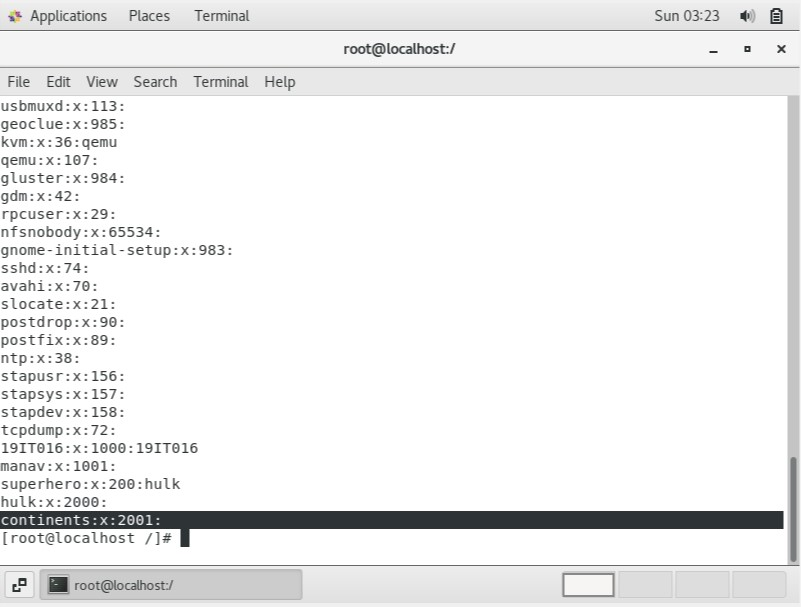 Applications Places Terminal Sun 03:23
root@localhost:/
File Edit View Search Terminal Help
usbmuxd:x:113:
geoclue:x:985:
kvm:x:36:qemu
qemu:x:107:
gluster:x:984:
gdm:x:42:
rpcuser:x:29:
nfsnobody:x:65534:
gnome-initial-setup:x:983:
sshd:x:74:
avahi:x:70:
slocate:x:21:
postdrop:x:90:
postfix:x:89:
ntp:x:38:
stapusr:x:156:
stapsys:x:157:
stapdev:x:158:
tcpdump:x:72:
19IT016:x:1000:19IT016
manav:x:1001:
superhero:x:200:hulk
hulk:x:2000:
continents:x:2001:
[root@localhost /]#
root@localhost:/